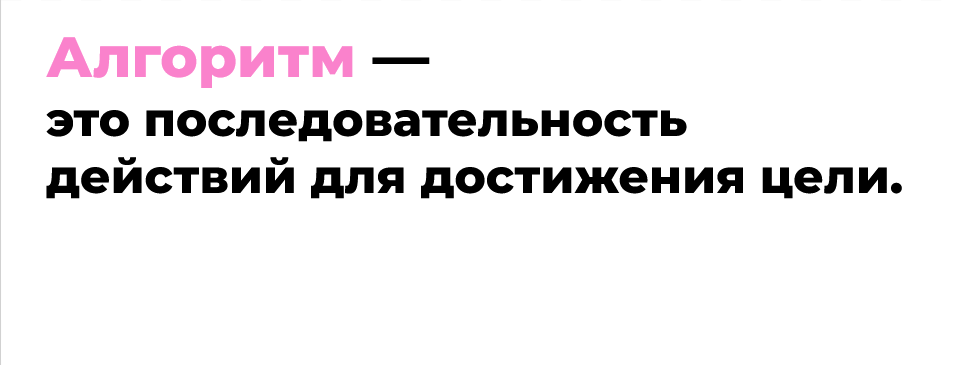 Алгоритм —
это последовательность
действий для достижения цели.